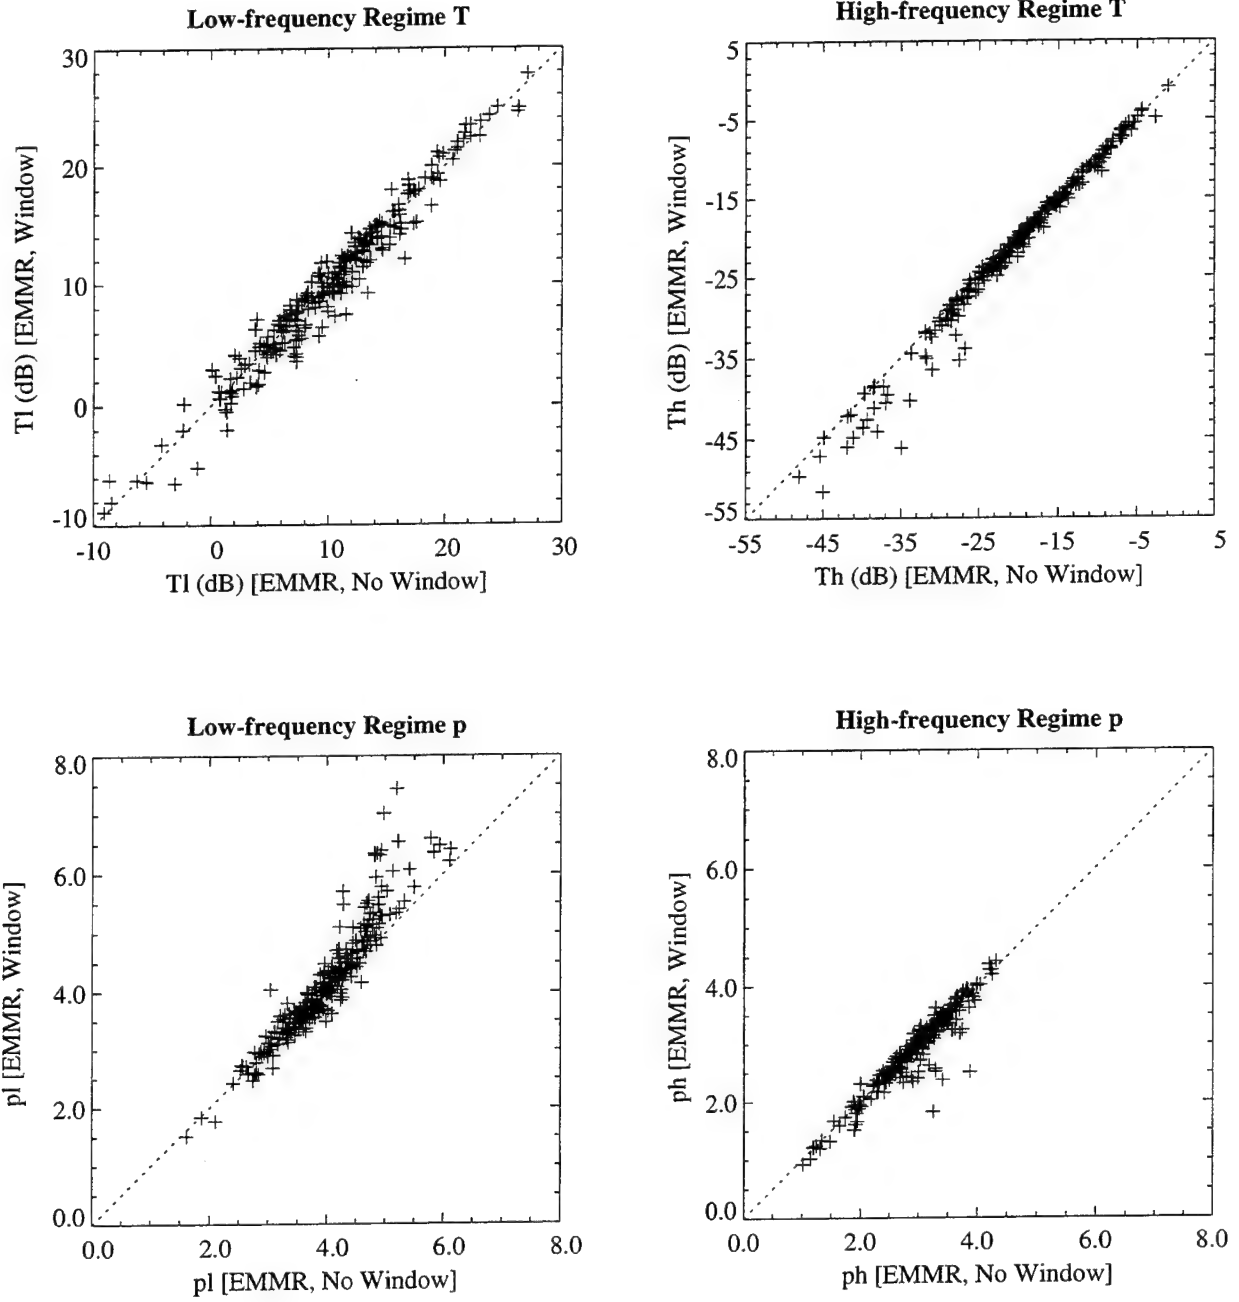 Low-frequency Regime T
30
20
10
0
-10
-10 0 10 20 30
Tl (dB) [EMMR, Window]
Tl (dB) [EMMR, No Window]
High-frequency Regime T
5
-5
-15
-25
-35
-45
-55
-55 -45 -35 -25 -15 -5 5
Th (dB) [EMMR, Window]
Th (dB) [EMMR, No Window]
Low-frequency Regime p
8.0
6.0
4.0
2.0
0.0
0.0 2.0 4.0 6.0 8.0
pl [EMMR, Window]
pl [EMMR, No Window]
High-frequency Regime p
8.0
6.0
4.0
2.0
0.0
0.0 2.0 4.0 6.0 8.0
ph [EMMR, Window]
ph [EMMR, No Window]